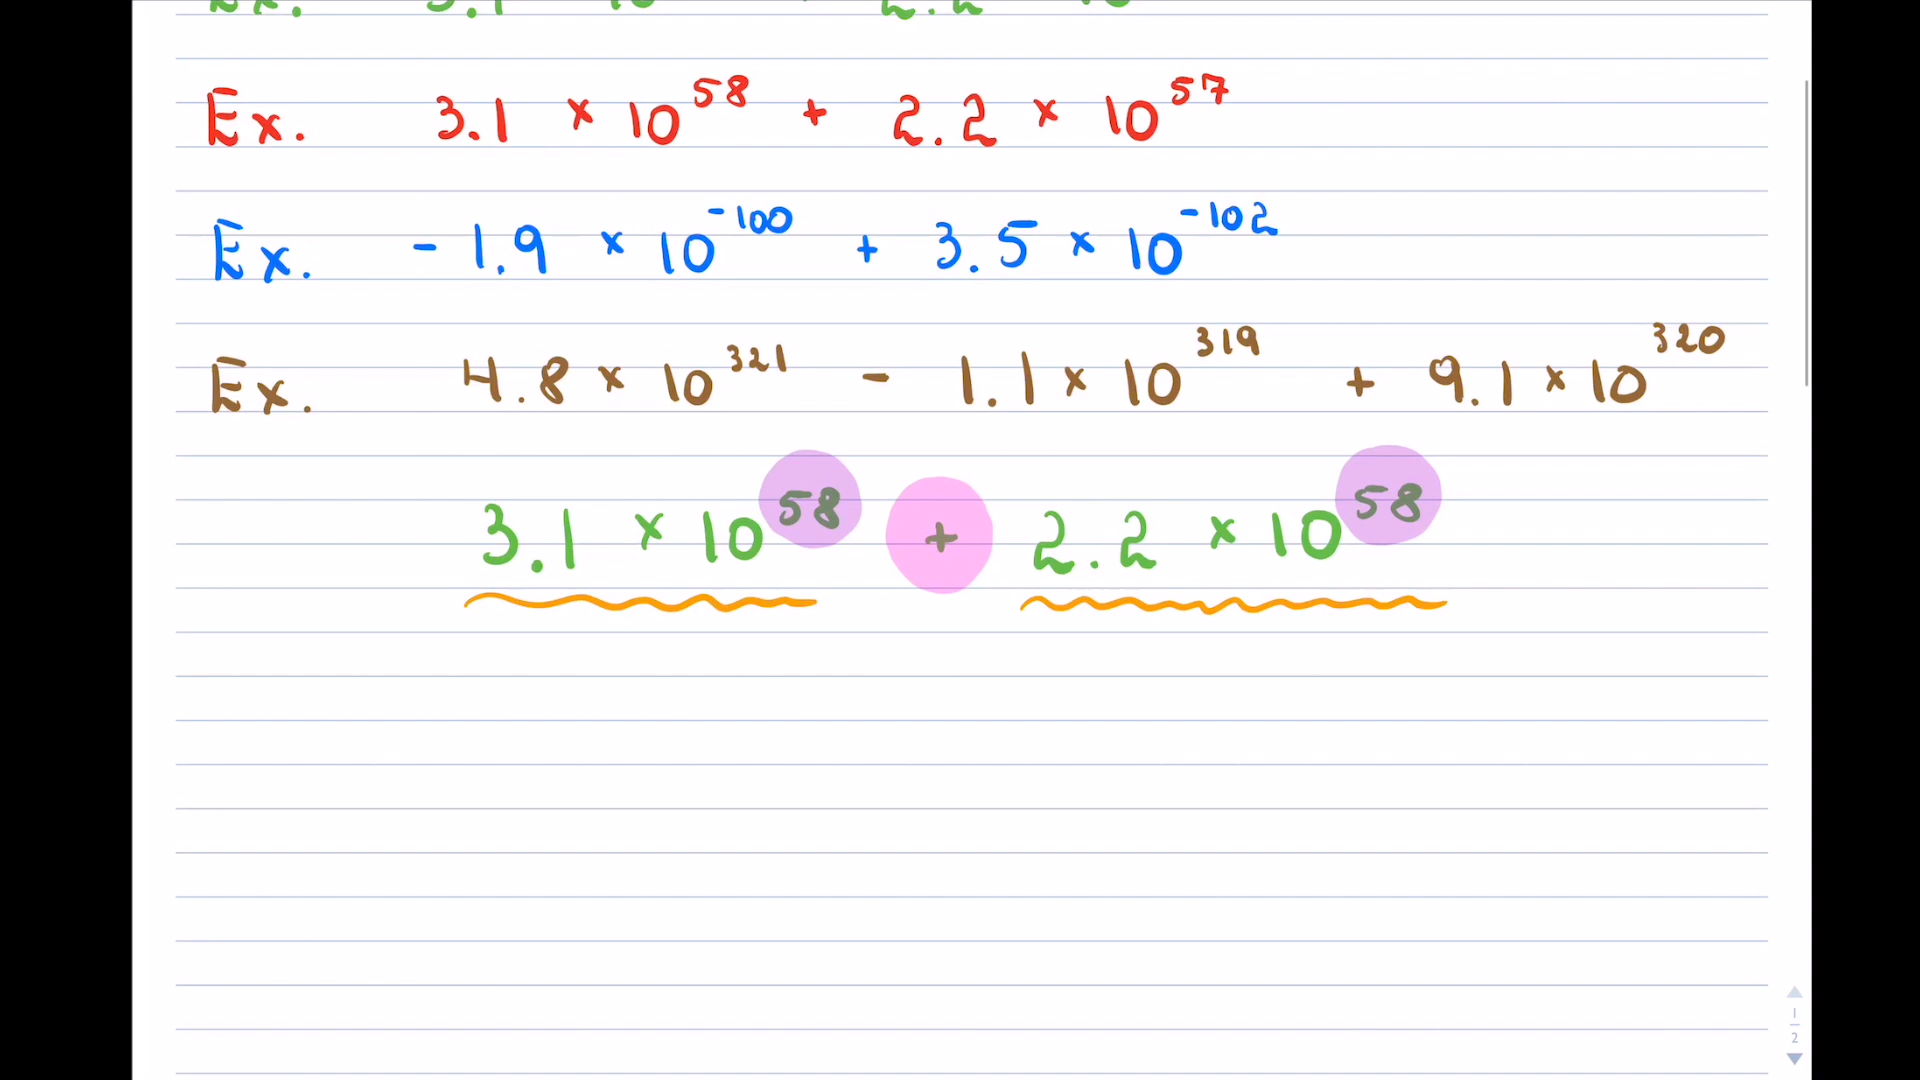 Ex. 3.1 × 10^58 + 2.2 × 10^57
Ex. -1.9 × 10^-100 + 3.5 × 10^-102
Ex. 4.8 × 10^321 - 1.1 × 10^319 + 9.1 × 10^320
3.1 × 10^58 + 2.2 × 10^58
1
2